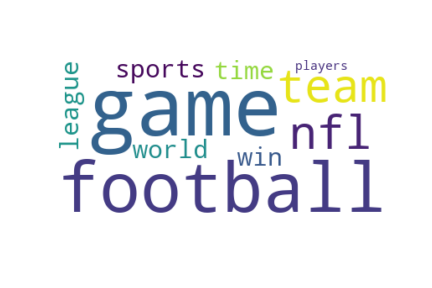 sports
time
players
league
game
team
world
win
nfl
football